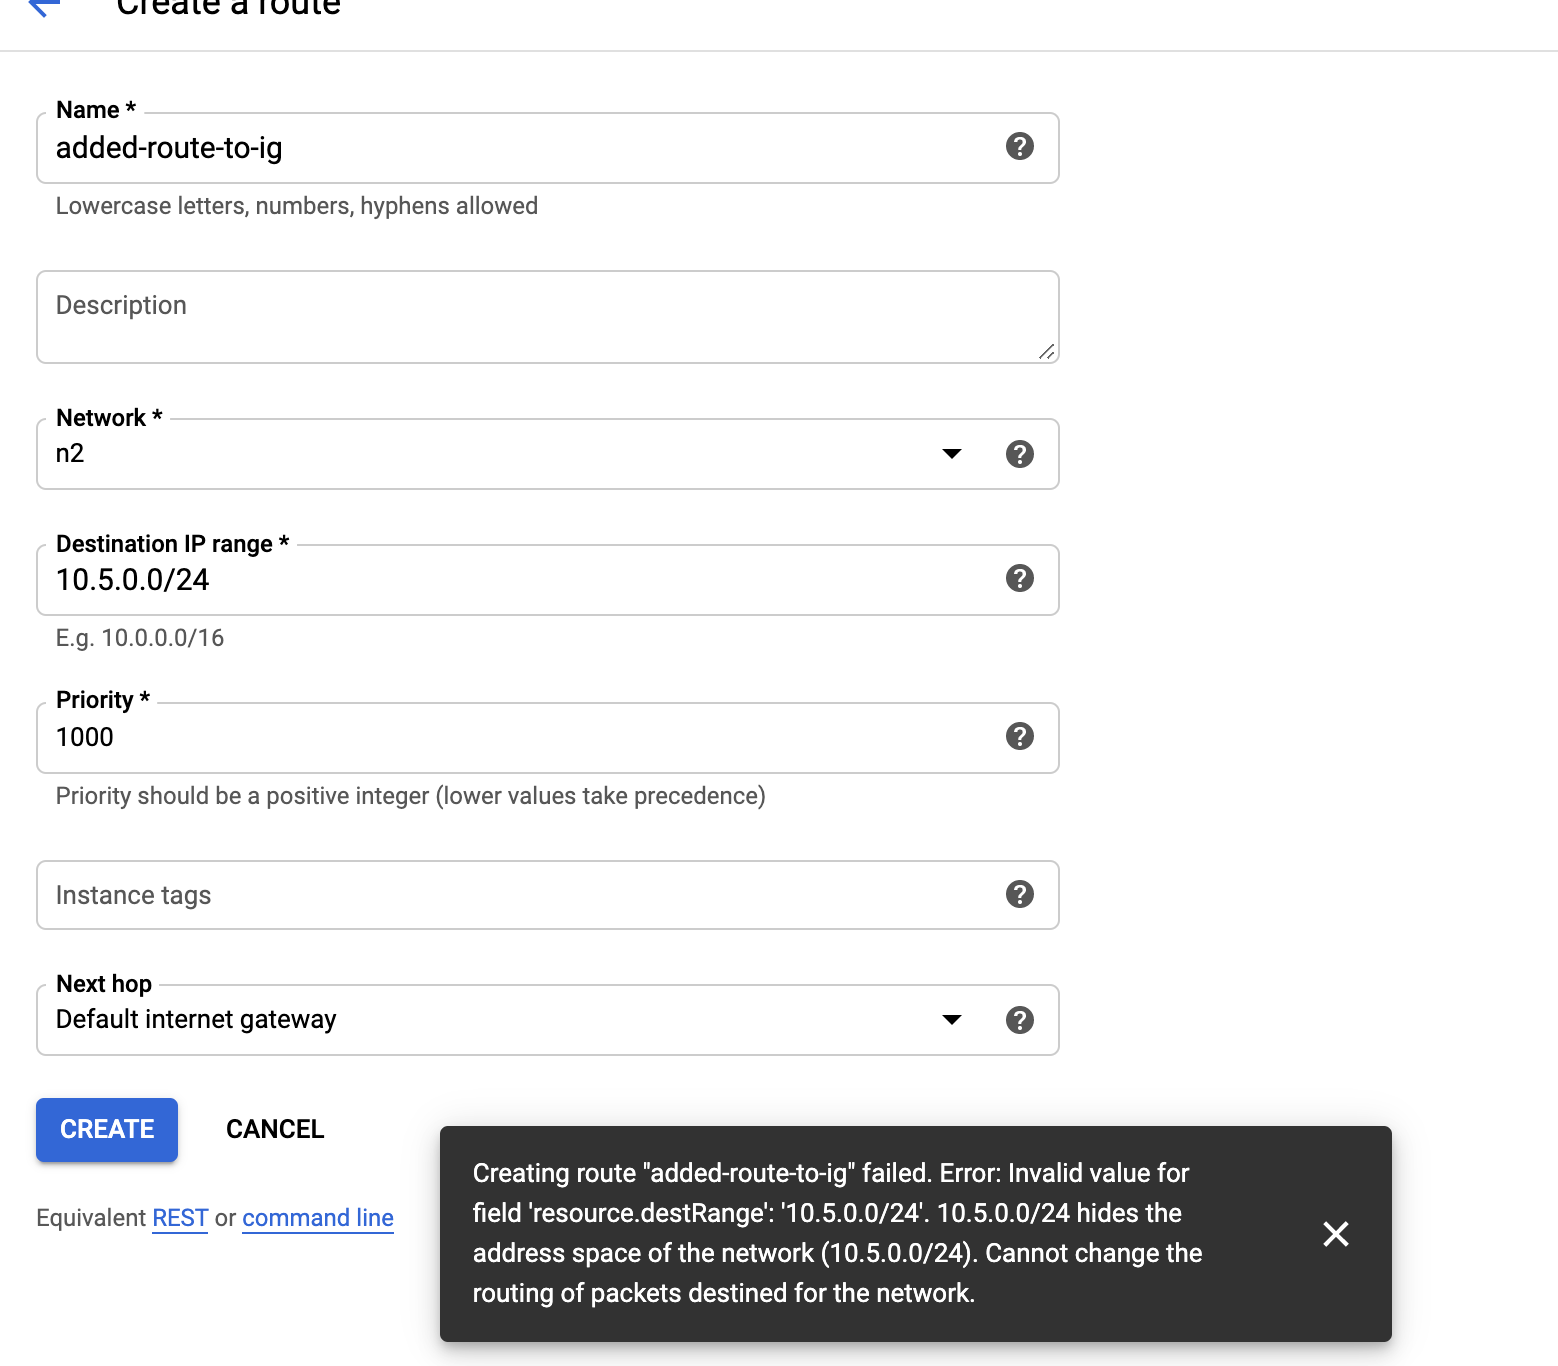 Create a route
Name *
added-route-to-ig
Lowercase letters, numbers, hyphens allowed
Description
Network *
n2
Destination IP range *
10.5.0.0/24
E.g. 10.0.0.0/16
Priority *
1000
Priority should be a positive integer (lower values take precedence)
Instance tags
Next hop
Default internet gateway
CREATE CANCEL
Equivalent REST or command line
Creating route "added-route-to-ig" failed. Error: Invalid value for
field 'resource.destRange': '10.5.0.0/24'. 10.5.0.0/24 hides the
address space of the network (10.5.0.0/24). Cannot change the
routing of packets destined for the network.